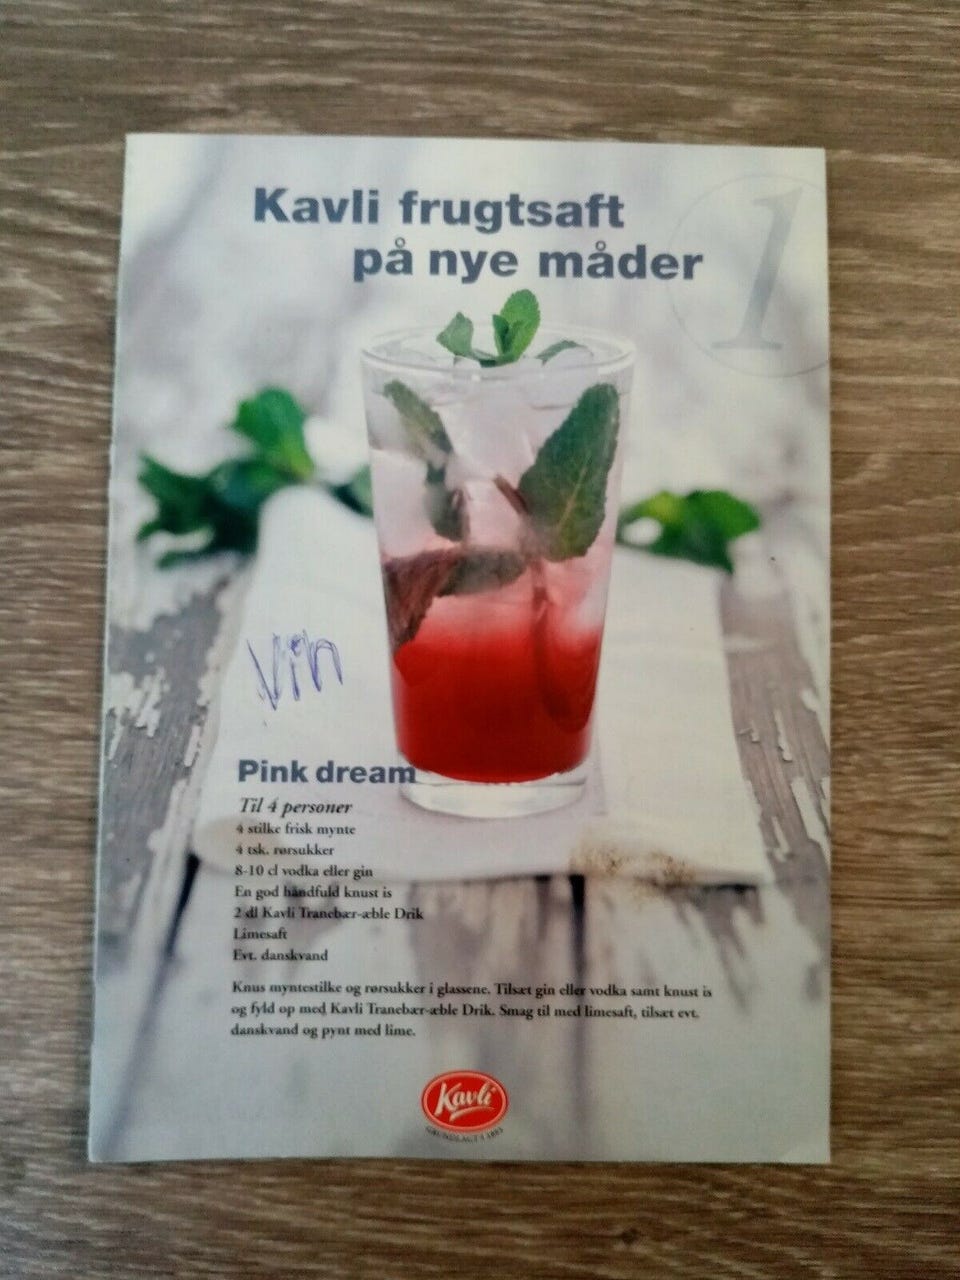 Kavli frugtsaft
på nye måder
1
Vin
Pink dream
Til 4 personer
4 stilke frisk mynte
4 tsk. rørsukker
8-10 cl vodka eller gin
En god håndfuld knust is
2 dl Kavli Tranebær-æble Drik
Limesaft
Evt. danskvand
Knus myntestilke og rørsukker i glassene. Tilsæt gin eller vodka samt knust is
og fyld op med Kavli Tranebær-æble Drik. Smag til med limesaft, tilsæt evt.
danskvand og pynt med lime.
Kavli
GRUNDLAGT I 1893